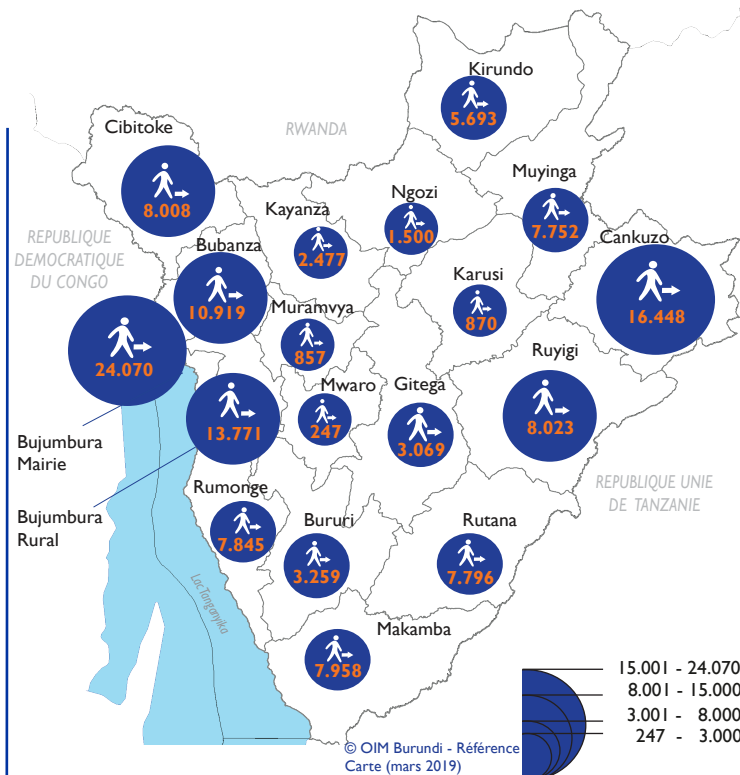 Kirundo
5.693
Cibitoke
8.008
RWANDA
Muyinga
7.752
Ngozi
1.500
Kayanza
2.477
REPUBLIQUE
DEMOCRATIQUE
DU CONGO
Bubanza
10.919
Cankuzo
16.448
Karusi
870
Muramvya
857
24.070
Bujumbura
Mairie
Ruyigi
8.023
Mwaro
247
Gitega
3.069
13.771
Bujumbura
Rural
REPUBLIQUE UNIE
DE TANZANIE
Rumonge
7.845
Bururi
3.259
Rutana
7.796
Lac Tanganyika
Makamba
7.958
15.001 - 24.070
8.001 - 15.000
3.001 - 8.000
247 - 3.000
© OIM Burundi - Référence
Carte (mars 2019)